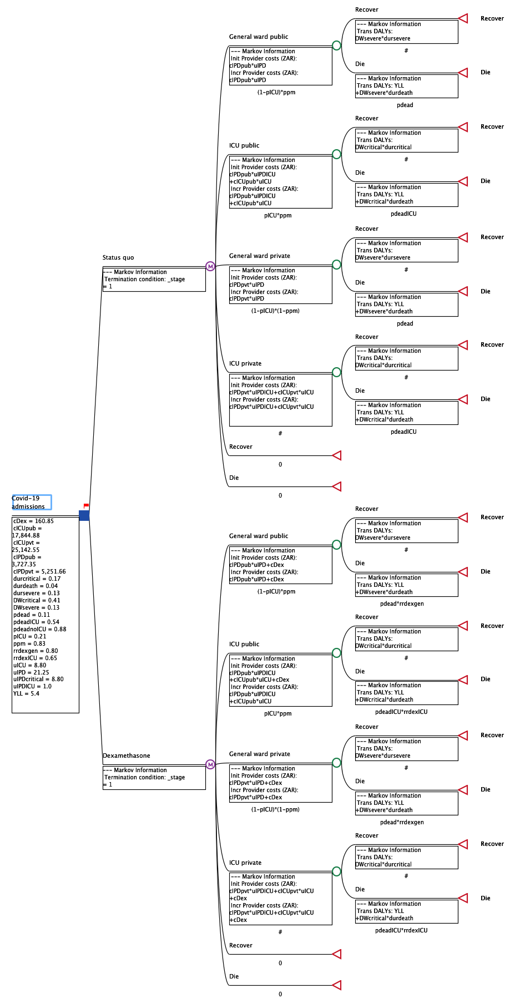 Covid-19
admissions
cDex = 160.85
cICUpub =
17,844.88
cICUpvt =
25,142.55
cIPDpub =
3,727.35
cIPDpvt = 5,251.66
durcritical = 0.17
durdeath = 0.04
dursevere = 0.13
DWcritical = 0.41
DWsevere = 0.13
pdead = 0.11
pdeadICU = 0.54
pdeadnoICU = 0.88
pICU = 0.21
ppm = 0.83
rrdexgen = 0.80
rrdexICU = 0.65
uICU = 8.80
uIPD = 21.25
uIPDcritical = 8.80
uIPDICU = 1.0
YLL = 5.4
Status quo
--- Markov Information
Termination condition: _stage
= 1
General ward public
--- Markov Information
Init Provider costs (ZAR):
cIPDpub*uIPD
Incr Provider costs (ZAR):
cIPDpub*uIPD
(1-pICU)*ppm
Recover
--- Markov Information
Trans DALYs:
DWsevere*dursevere
#
Recover
Die
--- Markov Information
Trans DALYs: YLL
+DWsevere*durdeath
pdead
Die
ICU public
--- Markov Information
Init Provider costs (ZAR):
cIPDpub*uIPDICU
+cICUpub*uICU
Incr Provider costs (ZAR):
cIPDpub*uIPDICU
+cICUpub*uICU
pICU*ppm
Recover
--- Markov Information
Trans DALYs:
DWcritical*durcritical
#
Recover
Die
--- Markov Information
Trans DALYs: YLL
+DWcritical*durdeath
pdeadICU
Die
General ward private
--- Markov Information
Init Provider costs (ZAR):
cIPDpvt*uIPD
Incr Provider costs (ZAR):
cIPDpvt*uIPD
(1-pICU)*(1-ppm)
Recover
--- Markov Information
Trans DALYs:
DWsevere*dursevere
#
Recover
Die
--- Markov Information
Trans DALYs: YLL
+DWsevere*durdeath
pdead
Die
ICU private
--- Markov Information
Init Provider costs (ZAR):
cIPDpvt*uIPDICU+cICUpvt*uICU
Incr Provider costs (ZAR):
cIPDpvt*uIPDICU+cICUpvt*uICU
#
Recover
--- Markov Information
Trans DALYs:
DWcritical*durcritical
#
Recover
Die
--- Markov Information
Trans DALYs: YLL
+DWcritical*durdeath
pdeadICU
Die
Recover
0
Die
0
Dexamethasone
--- Markov Information
Termination condition: _stage
= 1
General ward public
--- Markov Information
Init Provider costs (ZAR):
cIPDpub*uIPD+cDex
Incr Provider costs (ZAR):
cIPDpub*uIPD+cDex
(1-pICU)*ppm
Recover
--- Markov Information
Trans DALYs:
DWsevere*dursevere
#
Recover
Die
--- Markov Information
Trans DALYs: YLL
+DWsevere*durdeath
pdead*rrdexgen
Die
ICU public
--- Markov Information
Init Provider costs (ZAR):
cIPDpub*uIPDICU
+cICUpub*uICU+cDex
Incr Provider costs (ZAR):
cIPDpub*uIPDICU
+cICUpub*uICU
pICU*ppm
Recover
--- Markov Information
Trans DALYs:
DWcritical*durcritical
#
Recover
Die
--- Markov Information
Trans DALYs: YLL
+DWcritical*durdeath
pdeadICU*rrdexICU
Die
General ward private
--- Markov Information
Init Provider costs (ZAR):
cIPDpvt*uIPD+cDex
Incr Provider costs (ZAR):
cIPDpvt*uIPD+cDex
(1-pICU)*(1-ppm)
Recover
--- Markov Information
Trans DALYs:
DWsevere*dursevere
#
Recover
Die
--- Markov Information
Trans DALYs: YLL
+DWsevere*durdeath
pdead*rrdexgen
Die
ICU private
--- Markov Information
Init Provider costs (ZAR):
cIPDpvt*uIPDICU+cICUpvt*uICU
+cDex
Incr Provider costs (ZAR):
cIPDpvt*uIPDICU+cICUpvt*uICU
+cDex
#
Recover
--- Markov Information
Trans DALYs:
DWcritical*durcritical
#
Recover
Die
--- Markov Information
Trans DALYs: YLL
+DWcritical*durdeath
pdeadICU*rrdexICU
Die
Recover
0
Die
0